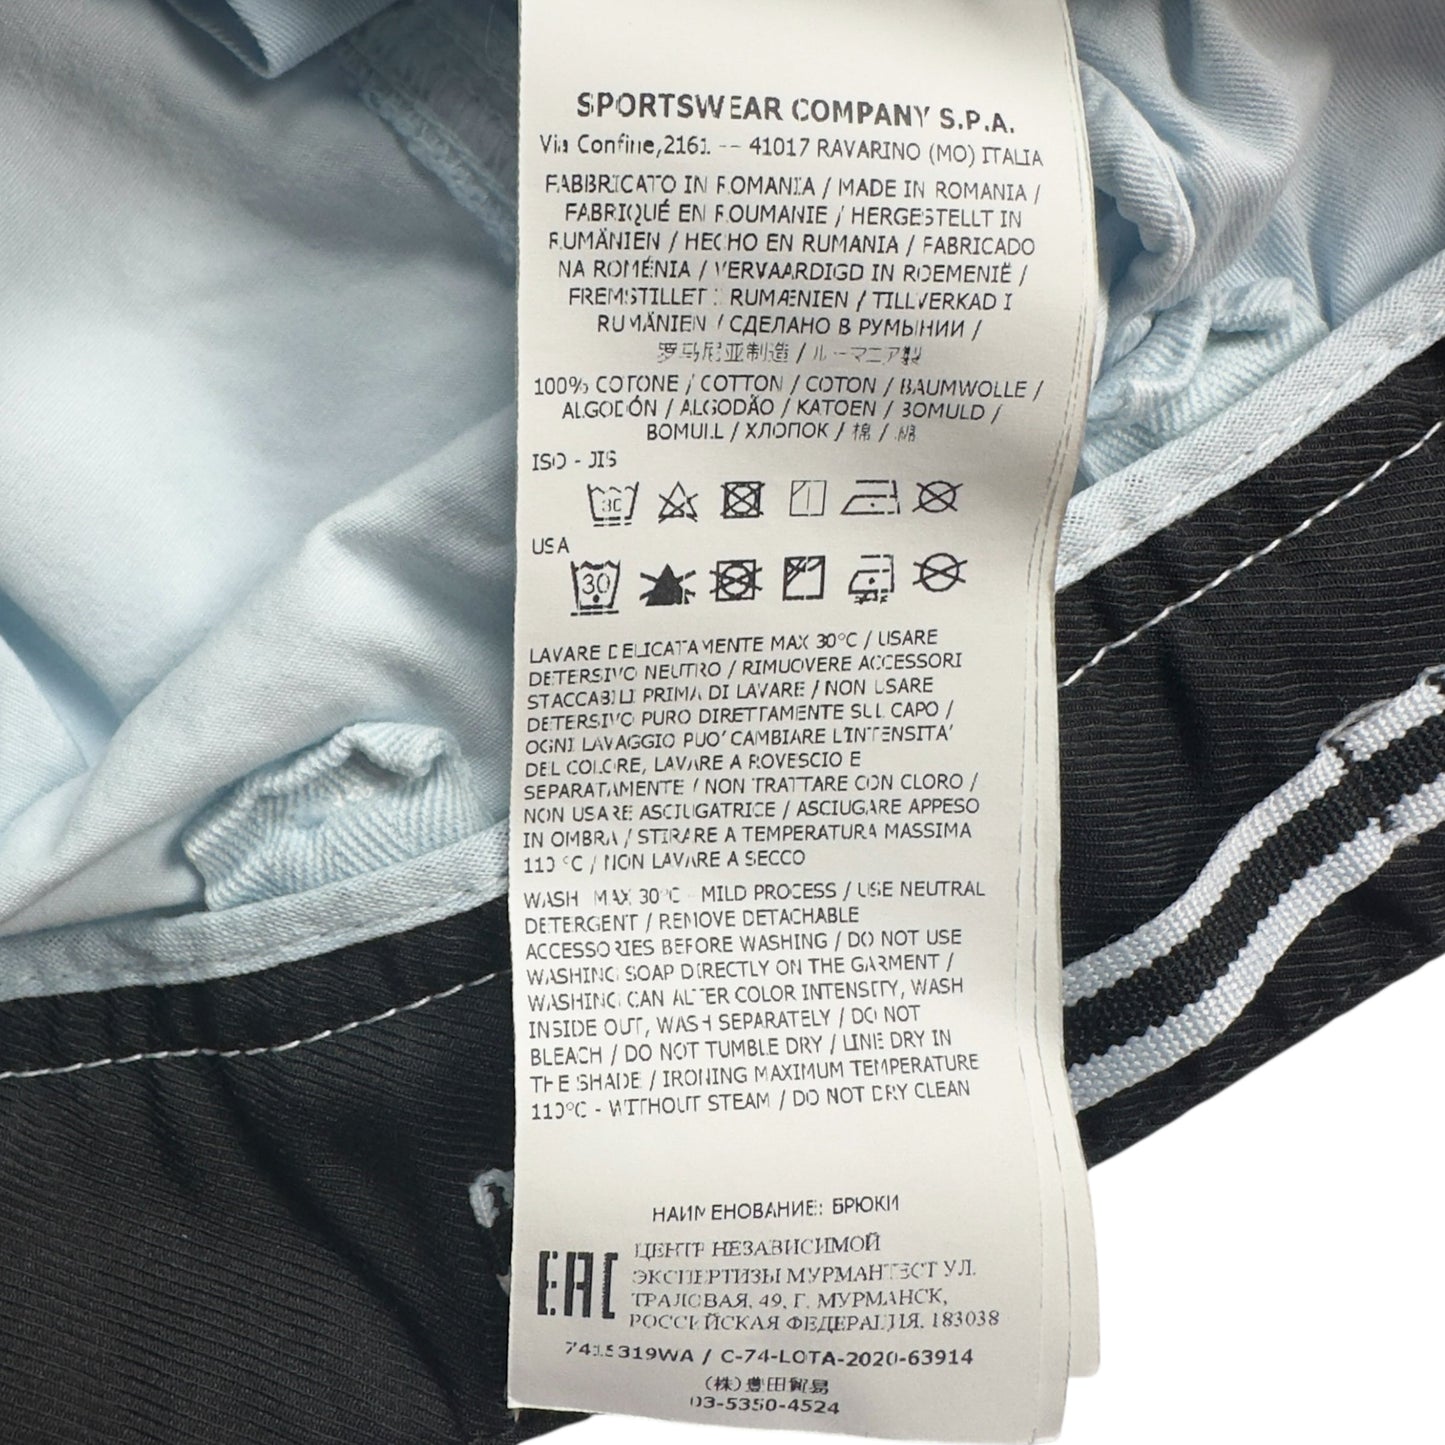 SPORTSWEAR COMPANY S.P.A.
Via Confine,2161 -- 41017 RAVARINO (MO) ITALIA
FABBRICATO IN ROMANIA / MADE IN ROMANIA /
FABRIQUÉ EN ROUMANIE / HERGESTELLT IN
RUMÄNIEN / HECHO EN RUMANIA / FABRICADO
NA ROMÉNIA / VERVAARDIGD IN ROEMENIË /
FREMSTILLET I RUMÆNIEN / TILLVERKAD I
RUMÄNIEN / СДЕЛАНО В РУМЫНИИ /
罗马尼亚制造 / ルーマニア製
100% COTONE / COTTON / COTON / BAUMWOLLE /
ALGODÓN / ALGODÃO / KATOEN / BOMULD /
BOMULL / ХЛОПОК / 棉 / 綿
ISO - JIS
30
USA
30
LAVARE DELICATAMENTE MAX 30°C / USARE
DETERSIVO NEUTRO / RIMUOVERE ACCESSORI
STACCABILI PRIMA DI LAVARE / NON USARE
DETERSIVO PURO DIRETTAMENTE SUL CAPO /
OGNI LAVAGGIO PUO' CAMBIARE L'INTENSITA'
DEL COLORE, LAVARE A ROVESCIO E
SEPARATAMENTE / NON TRATTARE CON CLORO /
NON USARE ASCIUGATRICE / ASCIUGARE APPESO
IN OMBRA / STIRARE A TEMPERATURA MASSIMA
110 °C / NON LAVARE A SECCO
WASH MAX 30°C - MILD PROCESS / USE NEUTRAL
DETERGENT / REMOVE DETACHABLE
ACCESSORIES BEFORE WASHING / DO NOT USE
WASHING SOAP DIRECTLY ON THE GARMENT /
WASHING CAN ALTER COLOR INTENSITY, WASH
INSIDE OUT, WASH SEPARATELY / DO NOT
BLEACH / DO NOT TUMBLE DRY / LINE DRY IN
THE SHADE / IRONING MAXIMUM TEMPERATURE
110°C - WITHOUT STEAM / DO NOT DRY CLEAN
НАИМЕНОВАНИЕ: БРЮКИ
EAC
ЦЕНТР НЕЗАВИСИМОЙ
ЭКСПЕРТИЗЫ МУРМАНТЕСТ УЛ.
ТРАЛОВАЯ, 49, Г. МУРМАНСК,
РОССИЙСКАЯ ФЕДЕРАЦИЯ, 183038
7415319WA / C-74-LOTA-2020-63914
(株)豊田貿易
03-5350-4524